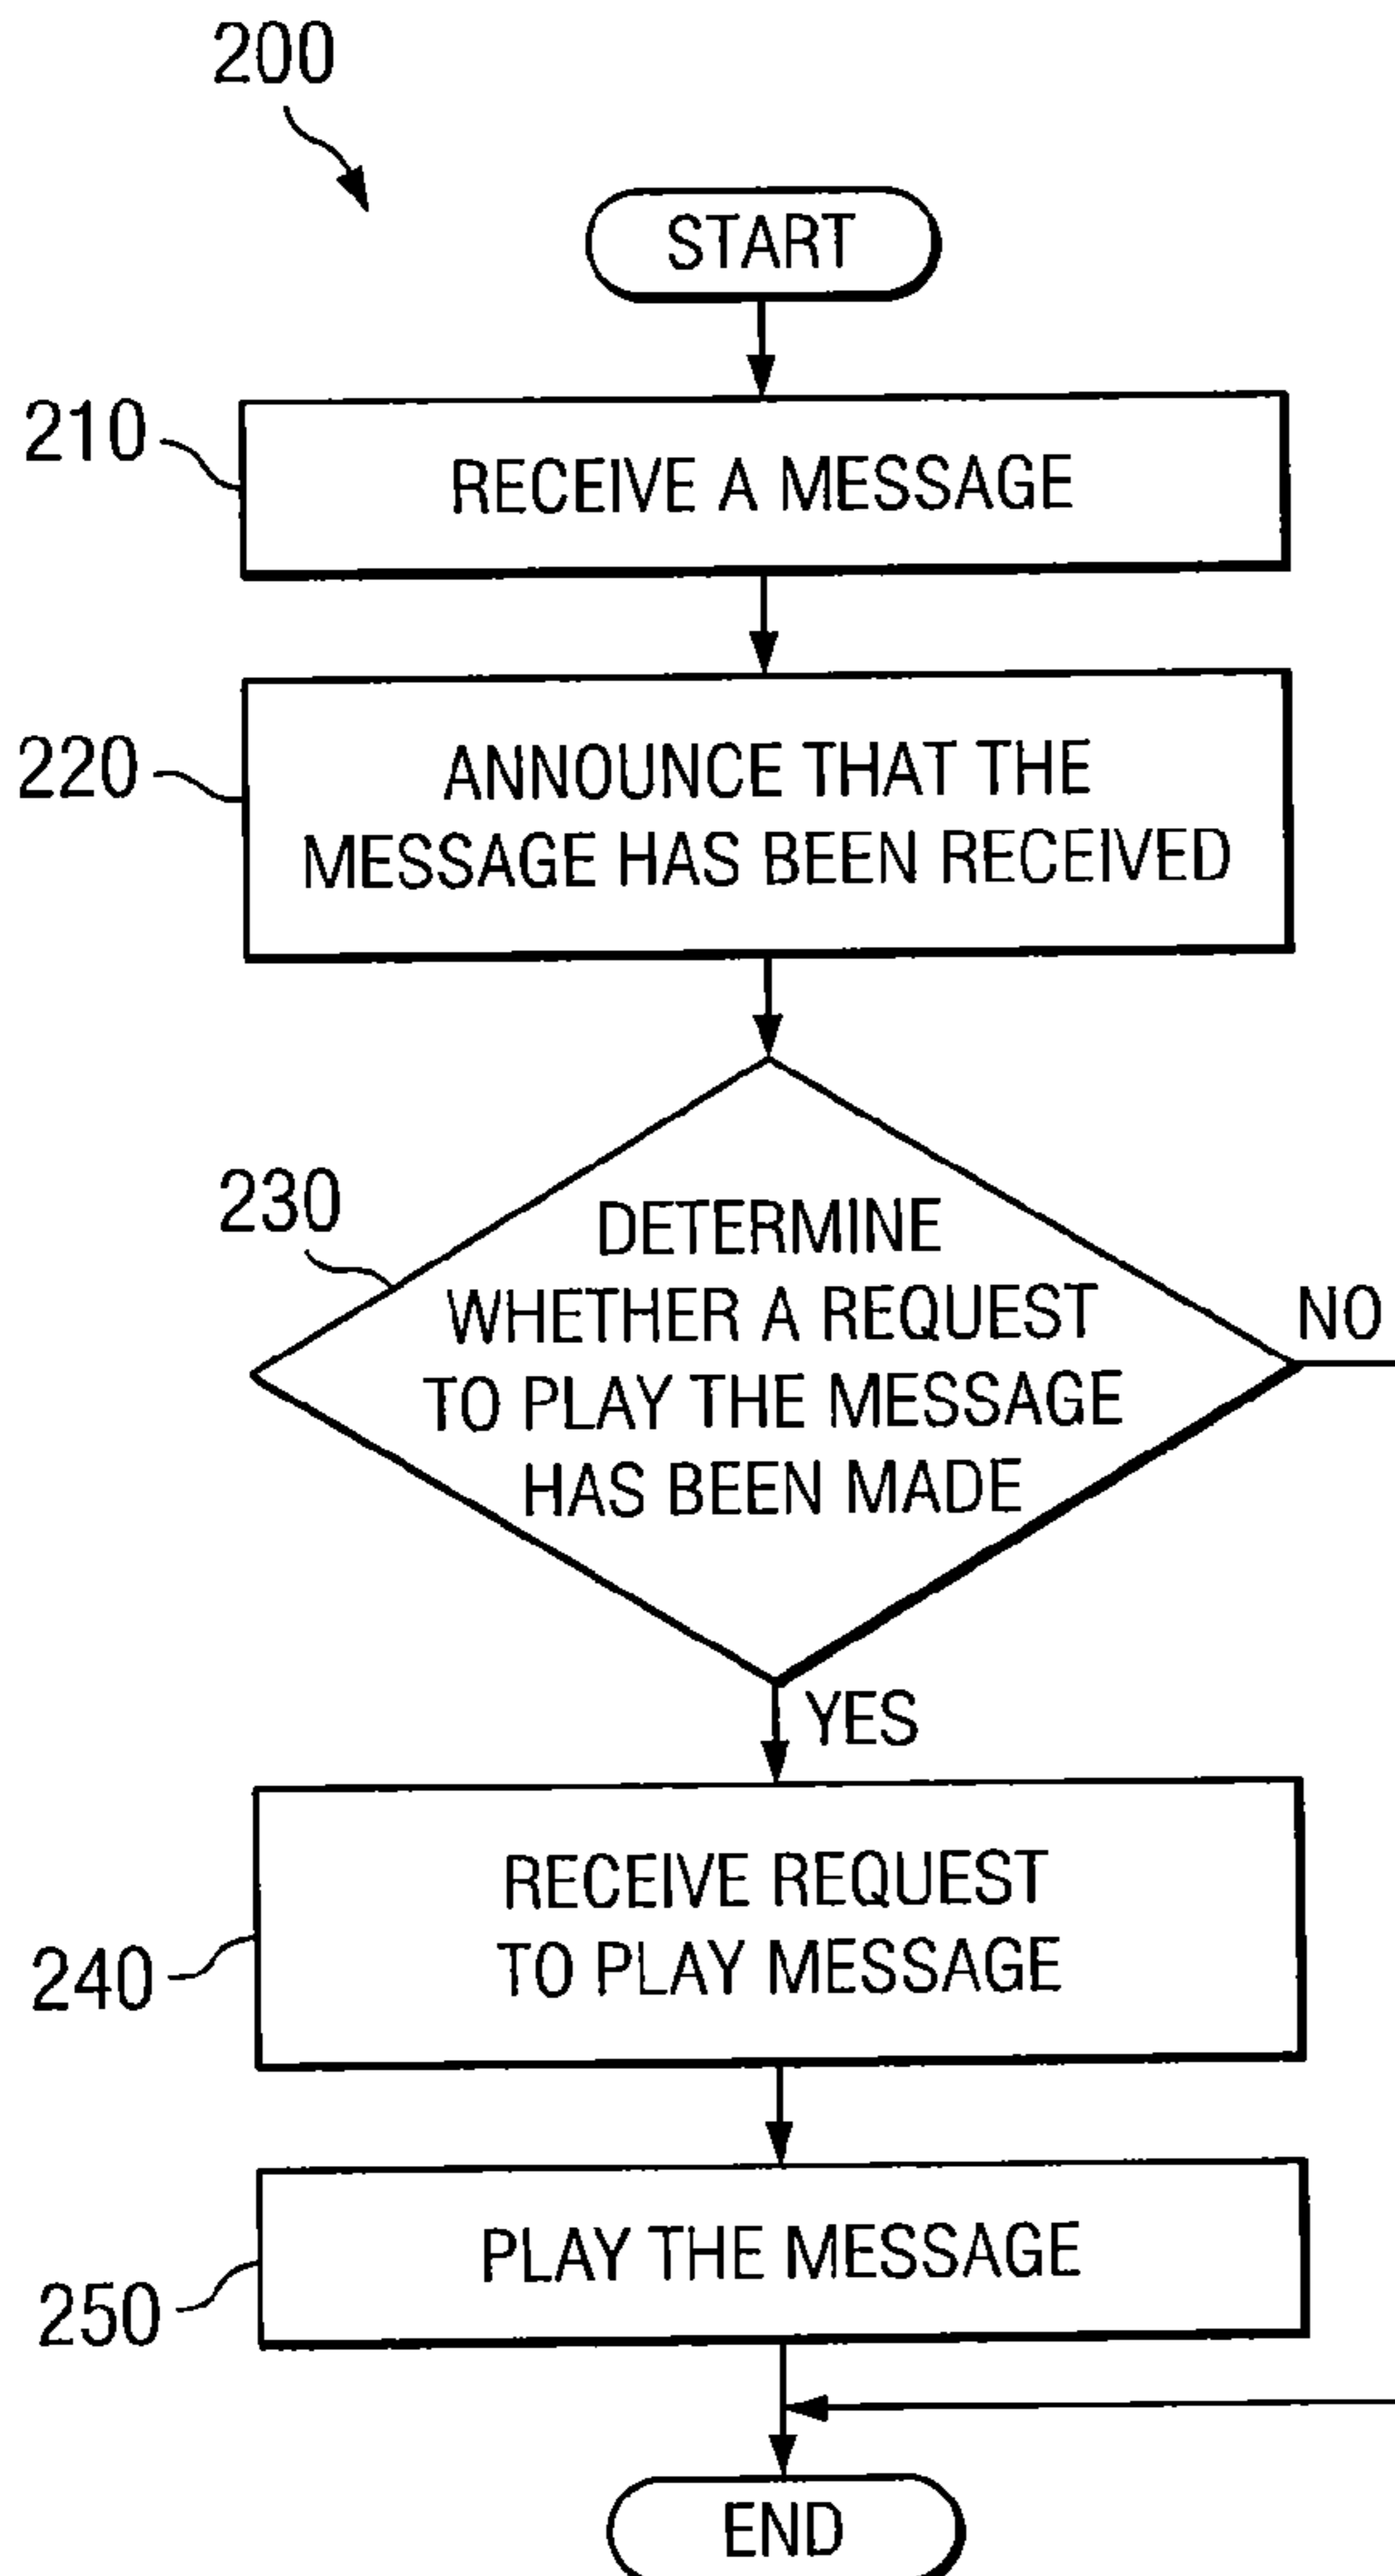 200
START
210
RECEIVE A MESSAGE
220
ANNOUNCE THAT THE
MESSAGE HAS BEEN RECEIVED
230
DETERMINE
WHETHER A REQUEST
TO PLAY THE MESSAGE
HAS BEEN MADE
NO
YES
240
RECEIVE REQUEST
TO PLAY MESSAGE
250
PLAY THE MESSAGE
END